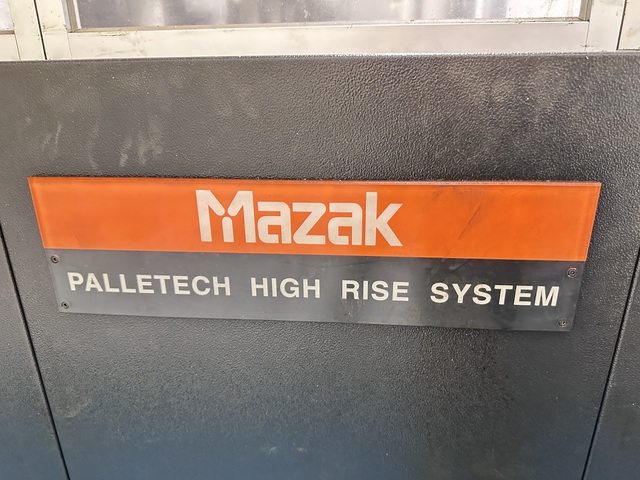 Mazak
PALLETECH HIGH RISE SYSTEM